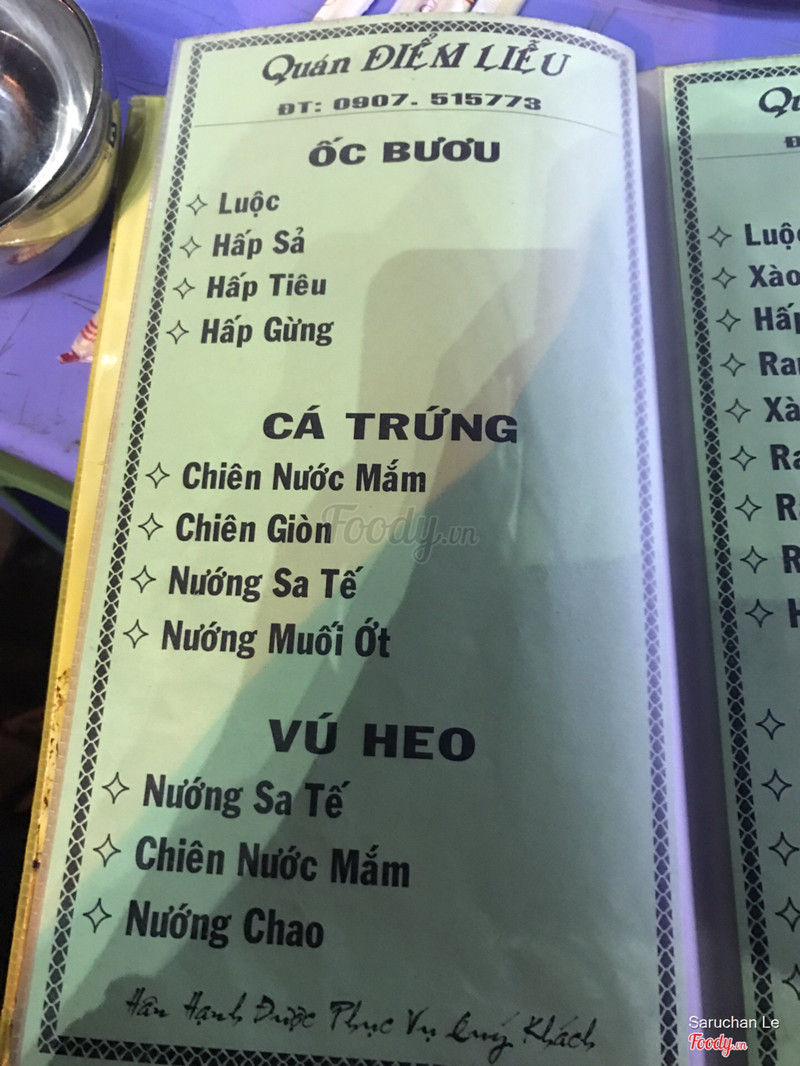 Quán ĐIỂM LIỄU
ĐT: 0907. 515773
ỐC BƯƠU
Luộc
Hấp Sả
Hấp Tiêu
Hấp Gừng
CÁ TRỨNG
Chiên Nước Mắm
Chiên Giòn
Nướng Sa Tế
Nướng Muối Ớt
VÚ HEO
Nướng Sa Tế
Chiên Nước Mắm
Nướng Chao
Hân Hạnh Được Phục Vụ Quý Khách
Xào
Foody.vn
Saruchan Le
Foody.vn